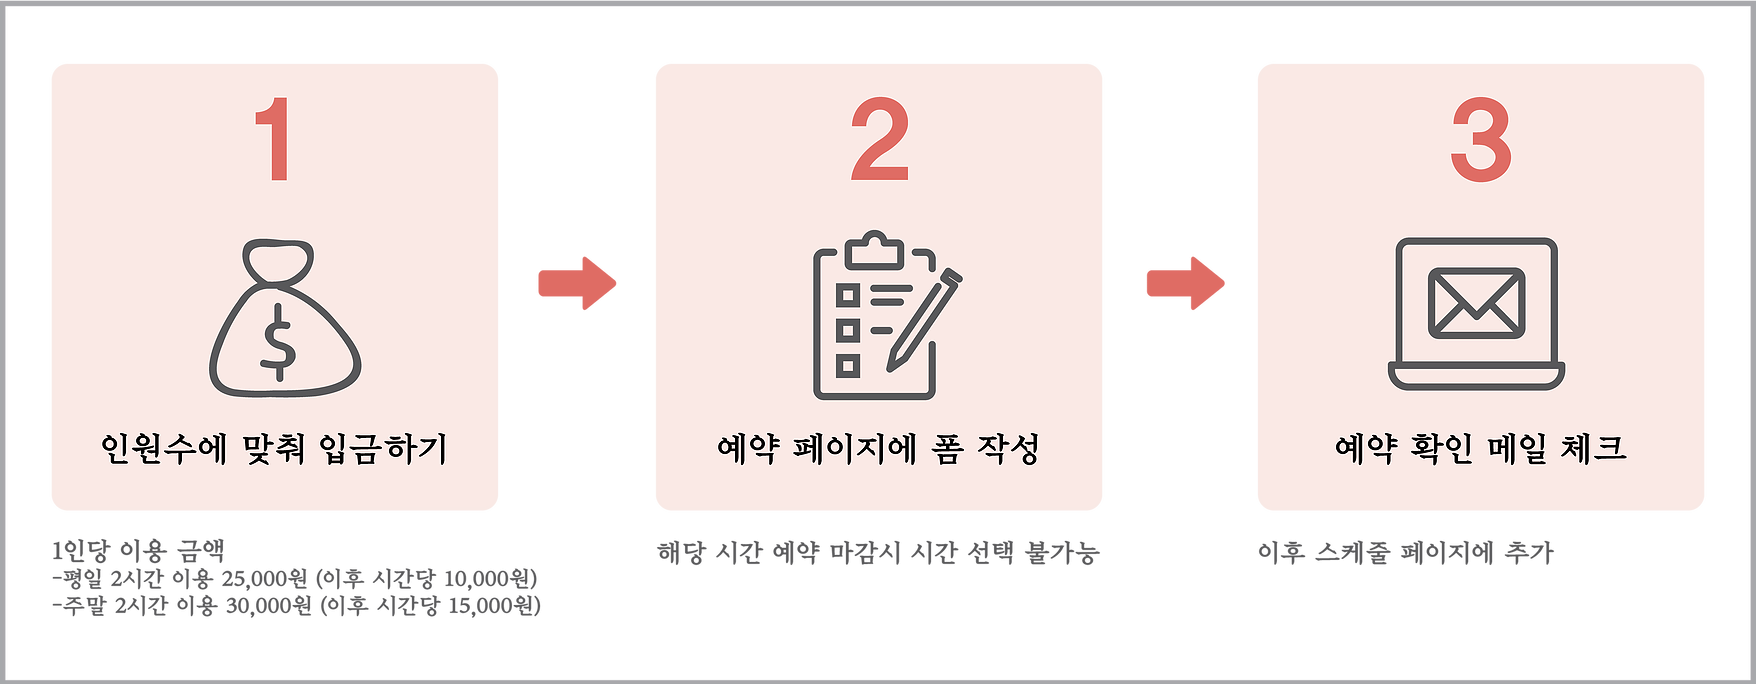 1
2
3
$
인원수에 맞춰 입금하기
예약 페이지에 폼 작성
예약 확인 메일 체크
1인당 이용 금액
-평일 2시간 이용 25,000원 (이후 시간당 10,000원)
-주말 2시간 이용 30,000원 (이후 시간당 15,000원)
해당 시간 예약 마감시 시간 선택 불가능
이후 스케줄 페이지에 추가